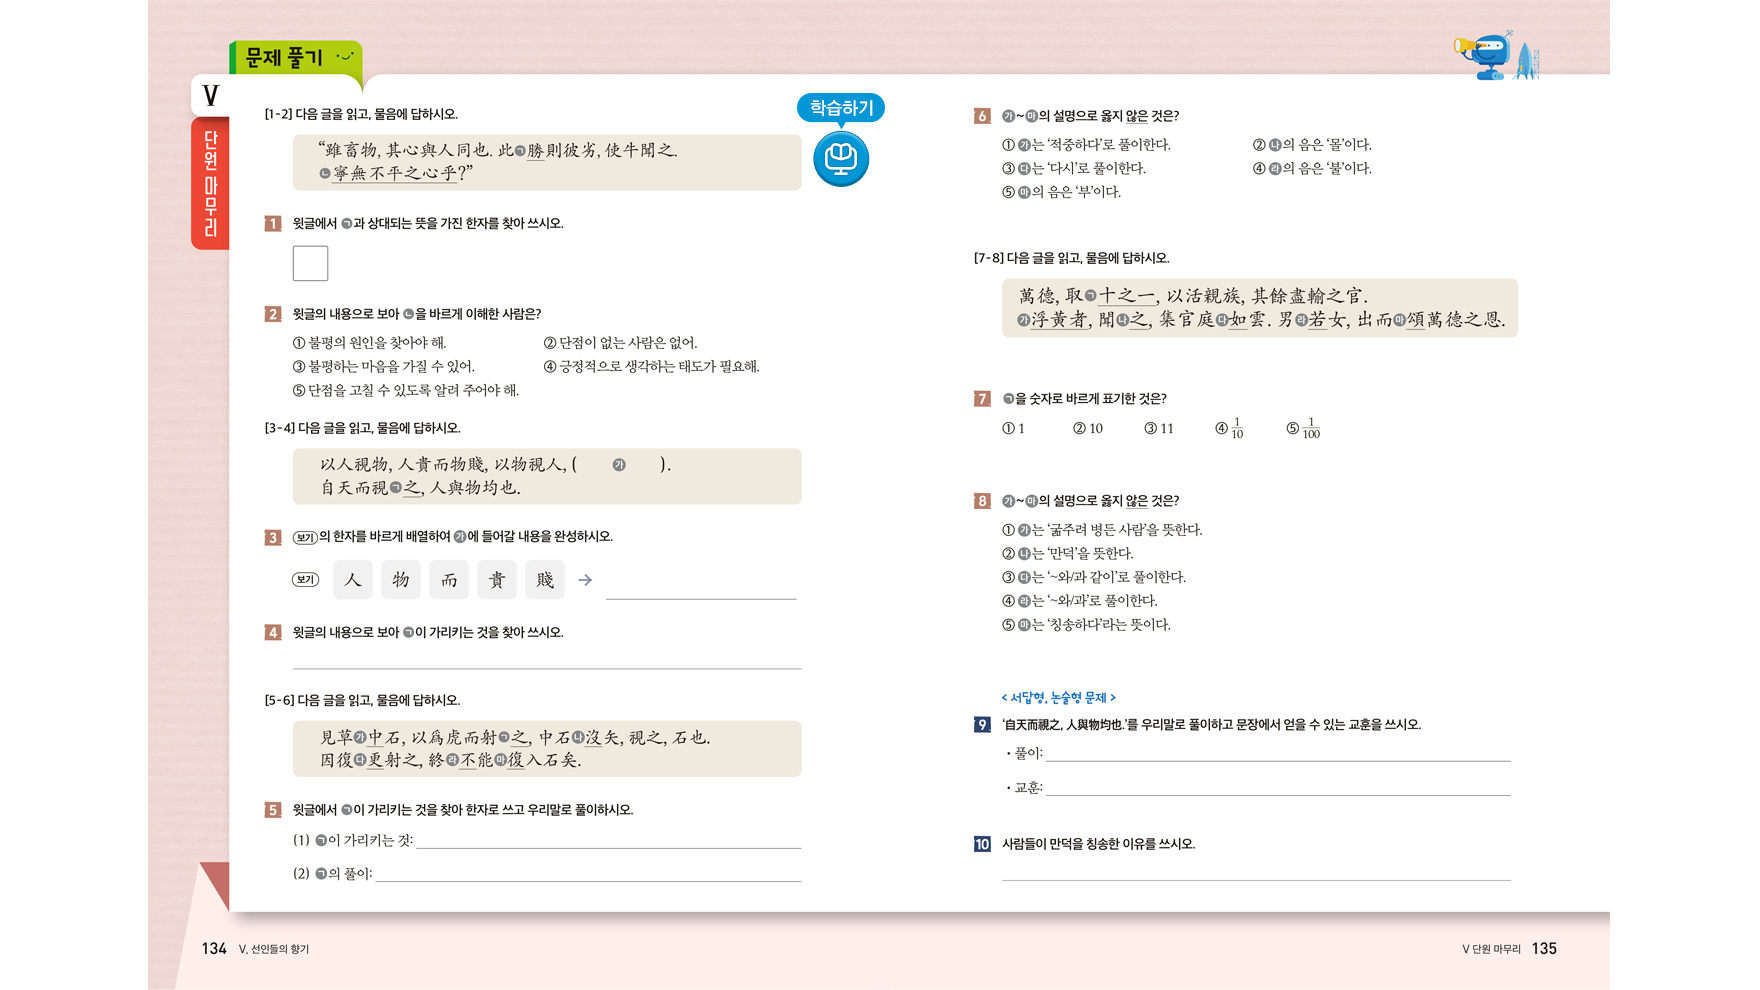 문제 풀기
V
단원 마무리
학습하기
[1-2] 다음 글을 읽고, 물음에 답하시오.
“雖畜物, 其心與人同也. 此㉠勝則彼劣, 使牛聞之.
㉡寧無不平之心乎?”
1 윗글에서 ㉠과 상대되는 뜻을 가진 한자를 찾아 쓰시오.
2 윗글의 내용으로 보아 ㉡을 바르게 이해한 사람은?
① 불평의 원인을 찾아야 해. ② 단점이 없는 사람은 없어.
③ 불평하는 마음을 가질 수 있어. ④ 긍정적으로 생각하는 태도가 필요해.
⑤ 단점을 고칠 수 있도록 알려 주어야 해.
[3-4] 다음 글을 읽고, 물음에 답하시오.
以人視物, 人貴而物賤, 以物視人, ( ㉮ ).
自天而視㉠之, 人與物均也.
3 보기의 한자를 바르게 배열하여 ㉮에 들어갈 내용을 완성하시오.
보기 人 物 而 貴 賤 →
4 윗글의 내용으로 보아 ㉠이 가리키는 것을 찾아 쓰시오.
[5-6] 다음 글을 읽고, 물음에 답하시오.
見草㉮中石, 以爲虎而射㉠之, 中石㉯沒矢, 視之, 石也.
因復㉰更射之, 終㉱不能㉲復入石矣.
5 윗글에서 ㉠이 가리키는 것을 찾아 한자로 쓰고 우리말로 풀이하시오.
(1) ㉠이 가리키는 것:
(2) ㉠의 풀이:
6 ㉮~㉲의 설명으로 옳지 않은 것은?
① ㉮는 ‘적중하다’로 풀이한다. ② ㉯의 음은 ‘몰’이다.
③ ㉰는 ‘다시’로 풀이한다. ④ ㉱의 음은 ‘불’이다.
⑤ ㉲의 음은 ‘부’이다.
[7-8] 다음 글을 읽고, 물음에 답하시오.
萬德, 取㉠十之一, 以活親族, 其餘盡輸之官.
㉮浮黃者, 聞㉯之, 集官庭㉰如雲. 男㉱若女, 出而㉲頌萬德之恩.
7 ㉠을 숫자로 바르게 표기한 것은?
① 1 ② 10 ③ 11 ④ 1/10 ⑤ 1/100
8 ㉮~㉲의 설명으로 옳지 않은 것은?
① ㉮는 ‘굶주려 병든 사람’을 뜻한다.
② ㉯는 ‘만덕’을 뜻한다.
③ ㉰는 ‘~와/과 같이’로 풀이한다.
④ ㉱는 ‘~와/과’로 풀이한다.
⑤ ㉲는 ‘칭송하다’라는 뜻이다.
< 서답형, 논술형 문제 >
9 ‘自天而視之, 人與物均也.’를 우리말로 풀이하고 문장에서 얻을 수 있는 교훈을 쓰시오.
· 풀이:
· 교훈:
10 사람들이 만덕을 칭송한 이유를 쓰시오.
134 V. 선인들의 향기
V 단원 마무리 135